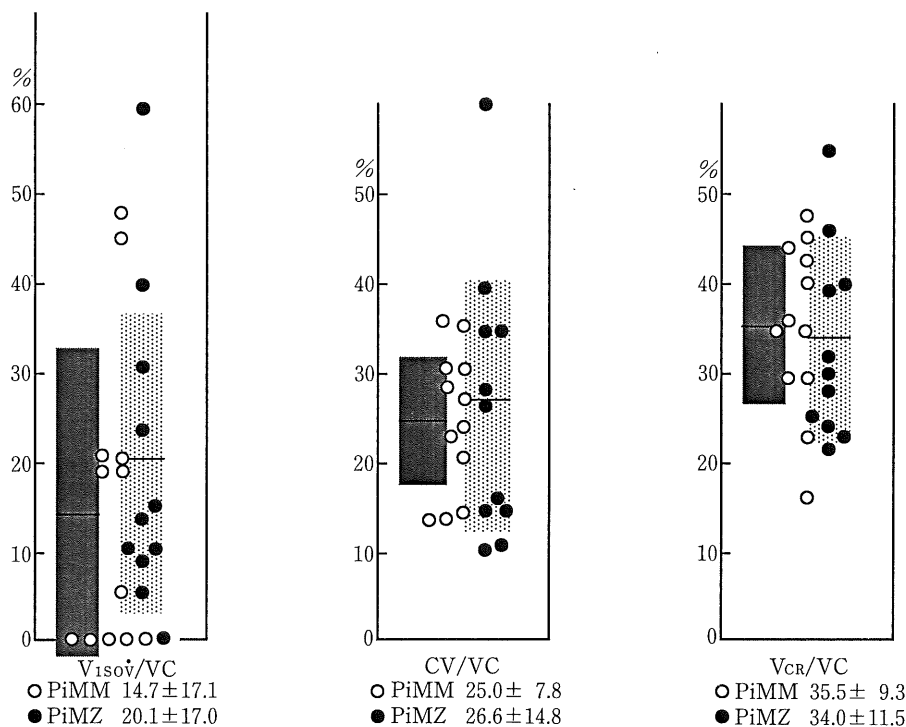 %
60
50
40
30
20
10
0
VISOV̇/VC
○ PiMM 14.7±17.1
● PiMZ 20.1±17.0
%
50
40
30
20
10
0
CV/VC
○ PiMM 25.0± 7.8
● PiMZ 26.6±14.8
%
50
40
30
20
10
0
VCR/VC
○ PiMM 35.5± 9.3
● PiMZ 34.0±11.5